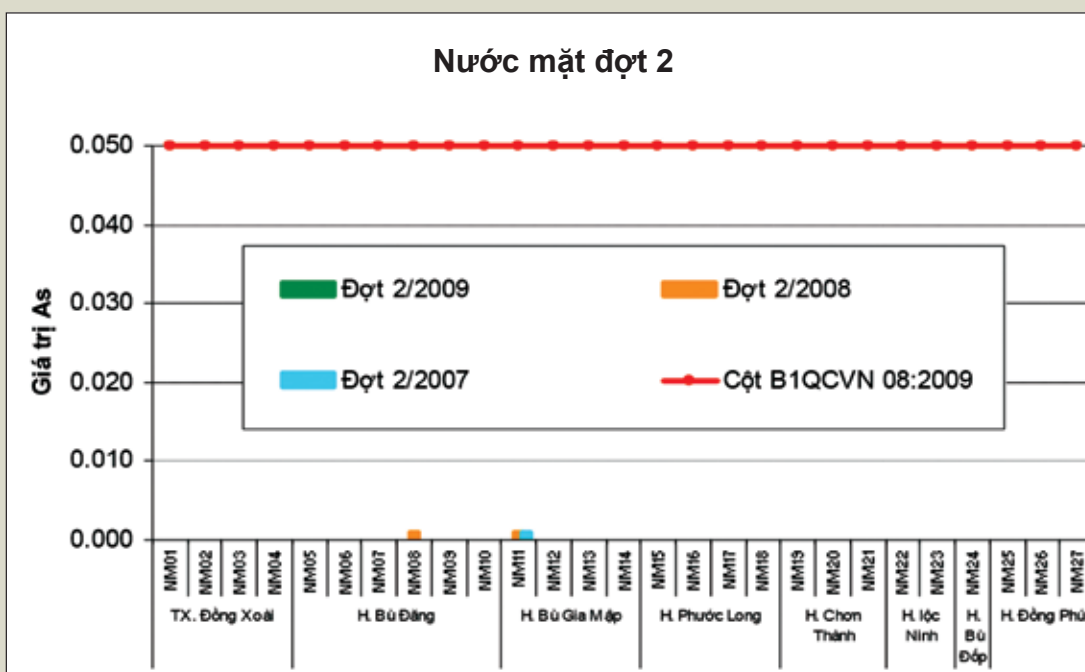 Nước mặt đợt 2
Giá trị As
0.050
0.040
0.030
0.020
0.010
0.000
Đợt 2/2009
Đợt 2/2008
Đợt 2/2007
Cột B1QCVN 08:2009
NM01
NM02
NM03
NM04
NM05
NM06
NM07
NM08
NM09
NM10
NM11
NM12
NM13
NM14
NM15
NM16
NM17
NM18
NM19
NM20
NM21
NM22
NM23
NM24
NM25
NM26
NM27
TX. Đồng Xoài
H. Bù Đăng
H. Bù Gia Mập
H. Phước Long
H. Chơn
Thành
H. lộc
Ninh
H.
Bù
Đốp
H. Đồng Phú